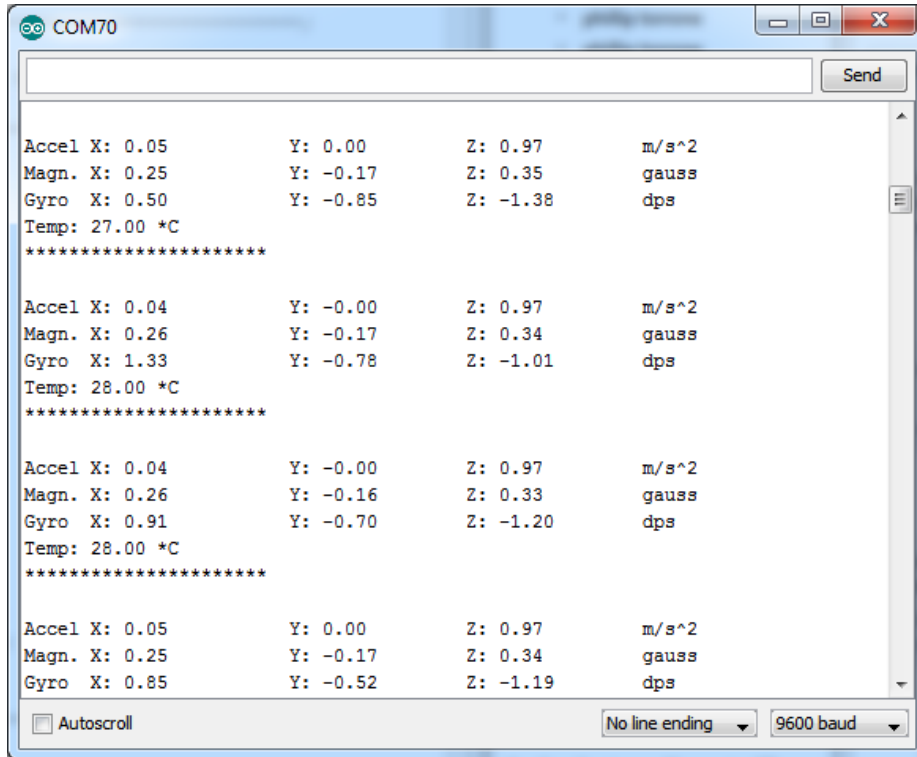 COM70
Send
Accel X: 0.05 Y: 0.00 Z: 0.97 m/s^2
Magn. X: 0.25 Y: -0.17 Z: 0.35 gauss
Gyro X: 0.50 Y: -0.85 Z: -1.38 dps
Temp: 27.00 *C
**********************
Accel X: 0.04 Y: -0.00 Z: 0.97 m/s^2
Magn. X: 0.26 Y: -0.17 Z: 0.34 gauss
Gyro X: 1.33 Y: -0.78 Z: -1.01 dps
Temp: 28.00 *C
**********************
Accel X: 0.04 Y: -0.00 Z: 0.97 m/s^2
Magn. X: 0.26 Y: -0.16 Z: 0.33 gauss
Gyro X: 0.91 Y: -0.70 Z: -1.20 dps
Temp: 28.00 *C
**********************
Accel X: 0.05 Y: 0.00 Z: 0.97 m/s^2
Magn. X: 0.25 Y: -0.17 Z: 0.34 gauss
Gyro X: 0.85 Y: -0.52 Z: -1.19 dps
Autoscroll No line ending 9600 baud